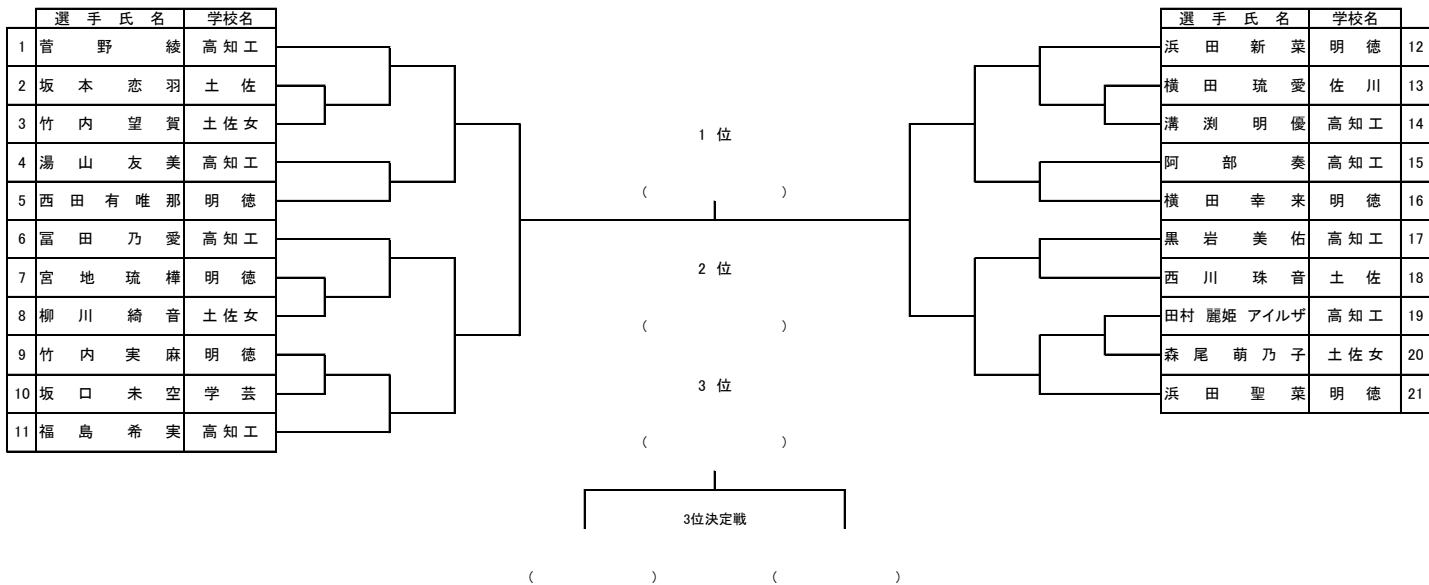 選手氏名 学校名
1 菅野綾 高知工
2 坂本恋羽 土佐
3 竹内望賀 土佐女
4 湯山友美 高知工
5 西田有唯那 明徳
6 冨田乃愛 高知工
7 宮地琉樺 明徳
8 柳川綺音 土佐女
9 竹内実麻 明徳
10 坂口未空 学芸
11 福島希実 高知工
1位
(　　)
2位
(　　)
3位
(　　)
3位決定戦
(　　) (　　)
選手氏名 学校名
浜田新菜 明徳 12
横田琉愛 佐川 13
溝渕明優 高知工 14
阿部奏 高知工 15
横田幸来 明徳 16
黒岩美佑 高知工 17
西川珠音 土佐 18
田村 麗姫 アイルザ 高知工 19
森尾萌乃子 土佐女 20
浜田聖菜 明徳 21